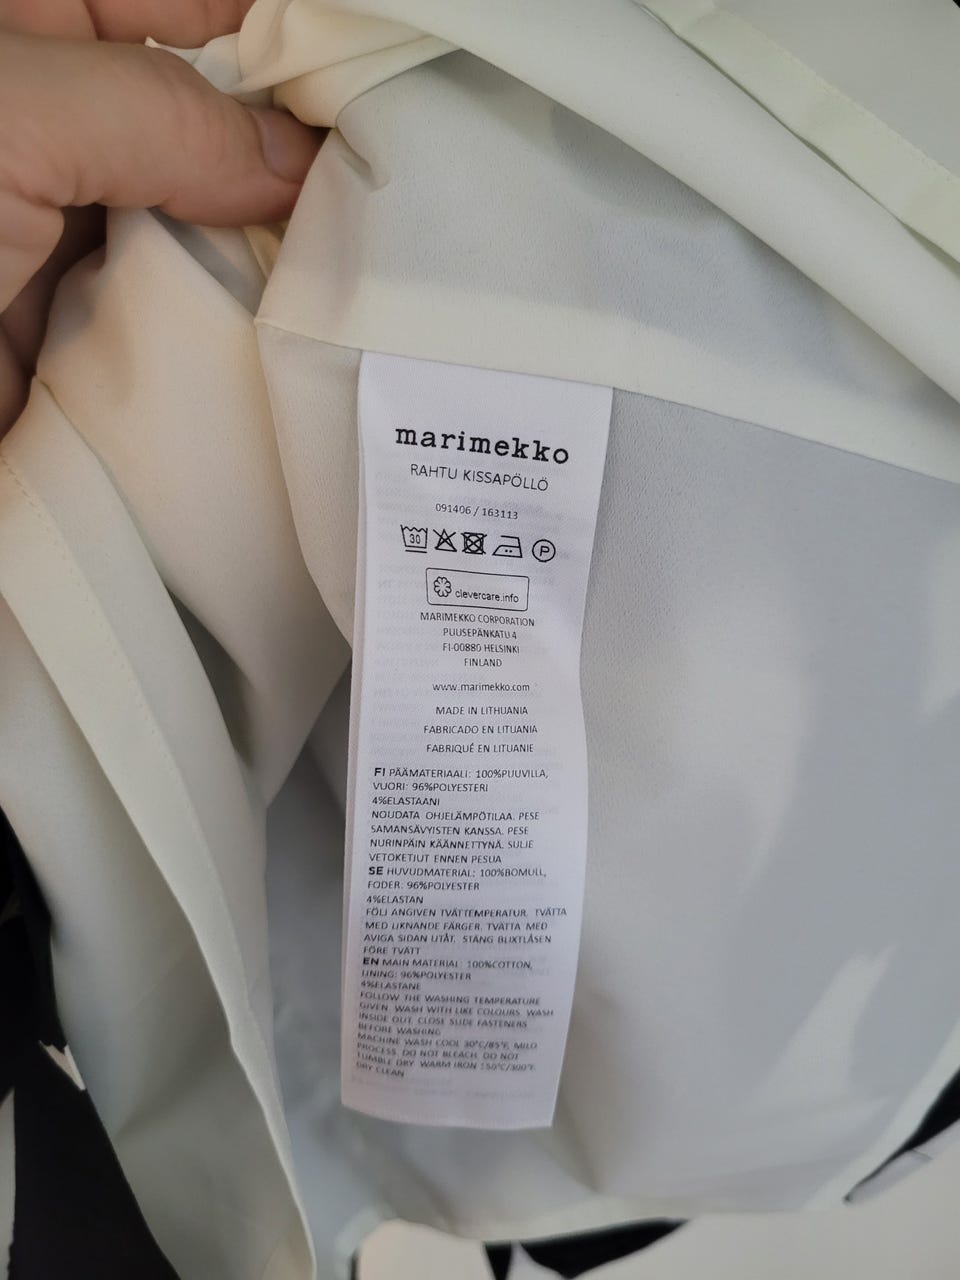 marimekko
RAHTU KISSAPÖLLÖ
091406 / 163113
30
P
clevercare.info
MARIMEKKO CORPORATION
PUUSEPÄNKATU 4
FI-00880 HELSINKI
FINLAND
www.marimekko.com
MADE IN LITHUANIA
FABRICADO EN LITUANIA
FABRIQUÉ EN LITUANIE
FI PÄÄMATERIAALI: 100%PUUVILLA,
VUORI: 96%POLYESTERI
4%ELASTAANI
NOUDATA OHJELÄMPÖTILAA. PESE
SAMANSÄVYISTEN KANSSA. PESE
NURINPÄIN KÄÄNNETTYNÄ. SULJE
VETOKETJUT ENNEN PESUA
SE HUVUDMATERIAL: 100%BOMULL,
FODER: 96%POLYESTER
4%ELASTAN
FÖLJ ANGIVEN TVÄTTEMPERATUR. TVÄTTA
MED LIKNANDE FÄRGER. TVÄTTA MED
AVIGA SIDAN UTÅT. STÄNG BLIXTLÅSEN
FÖRE TVÄTT
EN MAIN MATERIAL: 100%COTTON,
LINING: 96%POLYESTER
4%ELASTANE
FOLLOW THE WASHING TEMPERATURE
GIVEN. WASH WITH LIKE COLOURS. WASH
INSIDE OUT. CLOSE SLIDE FASTENERS
BEFORE WASHING
MACHINE WASH COOL 30°C/85°F, MILD
PROCESS. DO NOT BLEACH. DO NOT
TUMBLE DRY. WARM IRON 150°C/300°F.
DRY CLEAN